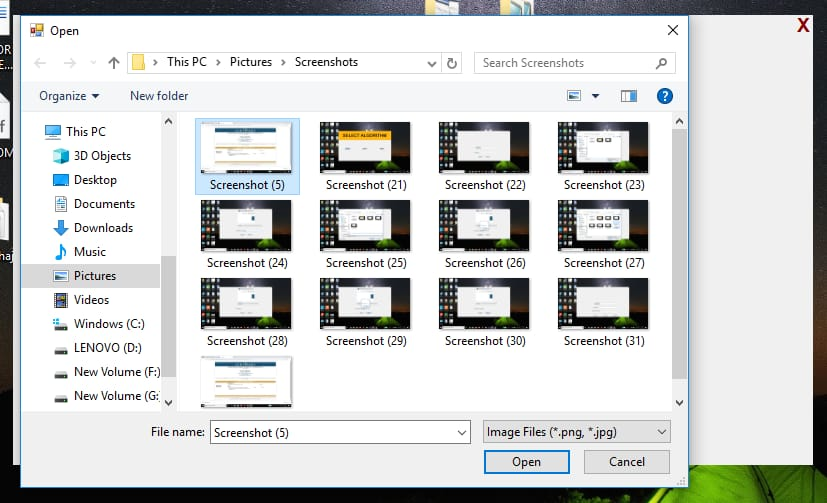 Open
X
This PC
Pictures
Screenshots
Search Screenshots
Organize
New folder
?
This PC
3D Objects
Desktop
Documents
Downloads
Music
Pictures
Videos
Windows (C:)
LENOVO (D:)
New Volume (F:)
New Volume (G:
SELECT ALGORITHM
Screenshot (5)
Screenshot (21)
Screenshot (22)
Screenshot (23)
Screenshot (24)
Screenshot (25)
Screenshot (26)
Screenshot (27)
Screenshot (28)
Screenshot (29)
Screenshot (30)
Screenshot (31)
File name:
Screenshot (5)
Image Files (*.png, *.jpg)
Open
Cancel